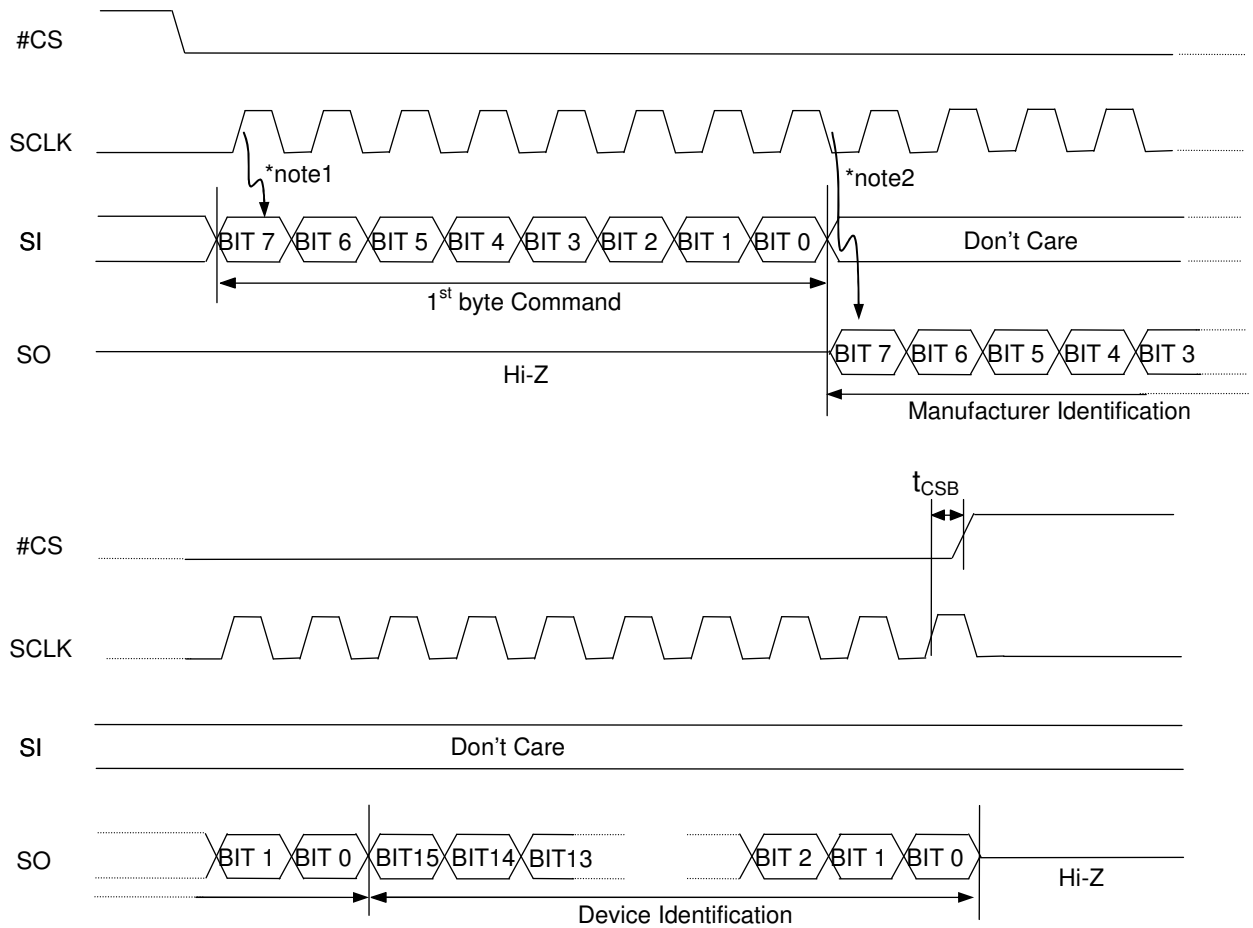 #CS
SCLK
*note1
*note2
SI
BIT 7 BIT 6 BIT 5 BIT 4 BIT 3 BIT 2 BIT 1 BIT 0
Don't Care
1st byte Command
SO
Hi-Z
BIT 7 BIT 6 BIT 5 BIT 4 BIT 3
Manufacturer Identification
tCSB
#CS
SCLK
SI
Don't Care
SO
BIT 1 BIT 0 BIT15 BIT14 BIT13
BIT 2 BIT 1 BIT 0
Hi-Z
Device Identification